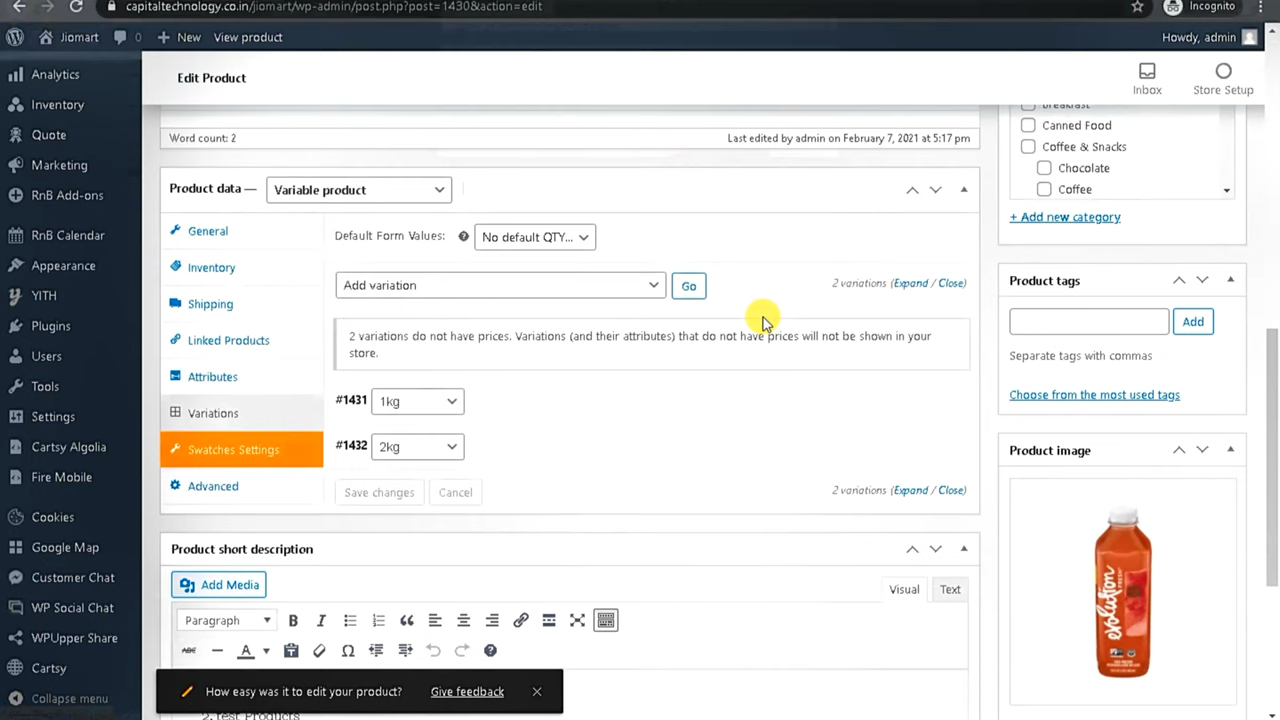 capitaltechnology.co.in/jiomart/wp-admin/post.php?post=1430&action=edit
Incognito
Jiomart
0
New
View product
Howdy, admin
Analytics
Inventory
Quote
Marketing
RnB Add-ons
RnB Calendar
Appearance
YITH
Plugins
Users
Tools
Settings
Cartsy Algolia
Fire Mobile
Cookies
Google Map
Customer Chat
WP Social Chat
WPUpper Share
Cartsy
Collapse menu
Edit Product
Inbox
Store Setup
Word count: 2
Last edited by admin on February 7, 2021 at 5:17 pm
Product data —
Variable product
General
Inventory
Shipping
Linked Products
Attributes
Variations
Swatches Settings
Advanced
Default Form Values:
No default QTY...
Add variation
Go
2 variations (Expand / Close)
2 variations do not have prices. Variations (and their attributes) that do not have prices will not be shown in your
store.
#1431
1kg
#1432
2kg
Save changes
Cancel
2 variations (Expand / Close)
Product short description
Add Media
Visual
Text
Paragraph
B
I
ABC
A
How easy was it to edit your product?
Give feedback
2. test Products
Breakfast
Canned Food
Coffee & Snacks
Chocolate
Coffee
+ Add new category
Product tags
Add
Separate tags with commas
Choose from the most used tags
Product image
evolution
FRESH